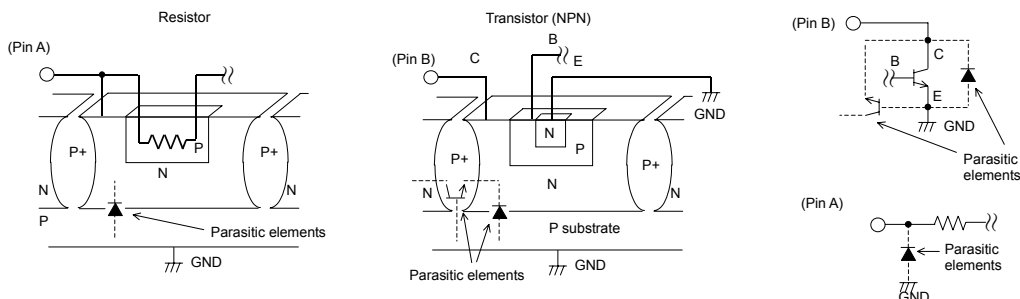 Resistor
(Pin A)
P+
P
P+
N
N
N
P
Parasitic elements
GND
Transistor (NPN)
(Pin B)
C
B
E
GND
P+
N
P
P+
N
N
N
P substrate
Parasitic elements
GND
(Pin B)
C
B
E
GND
Parasitic
elements
(Pin A)
Parasitic
elements
GND